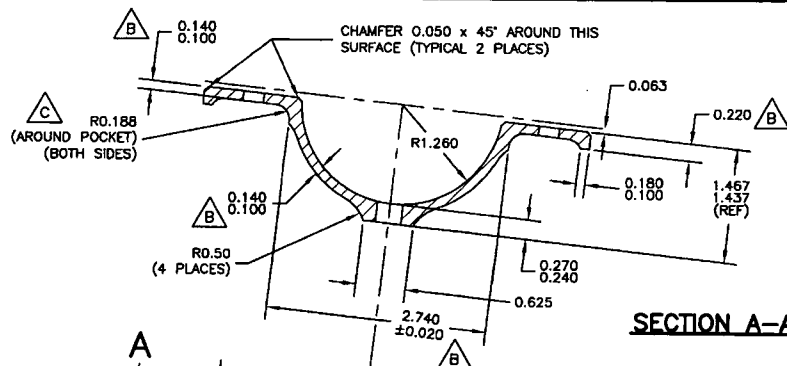 B
0.140
0.100
CHAMFER 0.050 x 45° AROUND THIS
SURFACE (TYPICAL 2 PLACES)
C
R0.188
(AROUND POCKET)
(BOTH SIDES)
0.063
0.220
B
R1.260
0.140
0.100
B
0.180
0.100
1.467
1.437
(REF)
R0.50
(4 PLACES)
0.270
0.240
0.625
2.740
±0.020
B
SECTION A-A
A